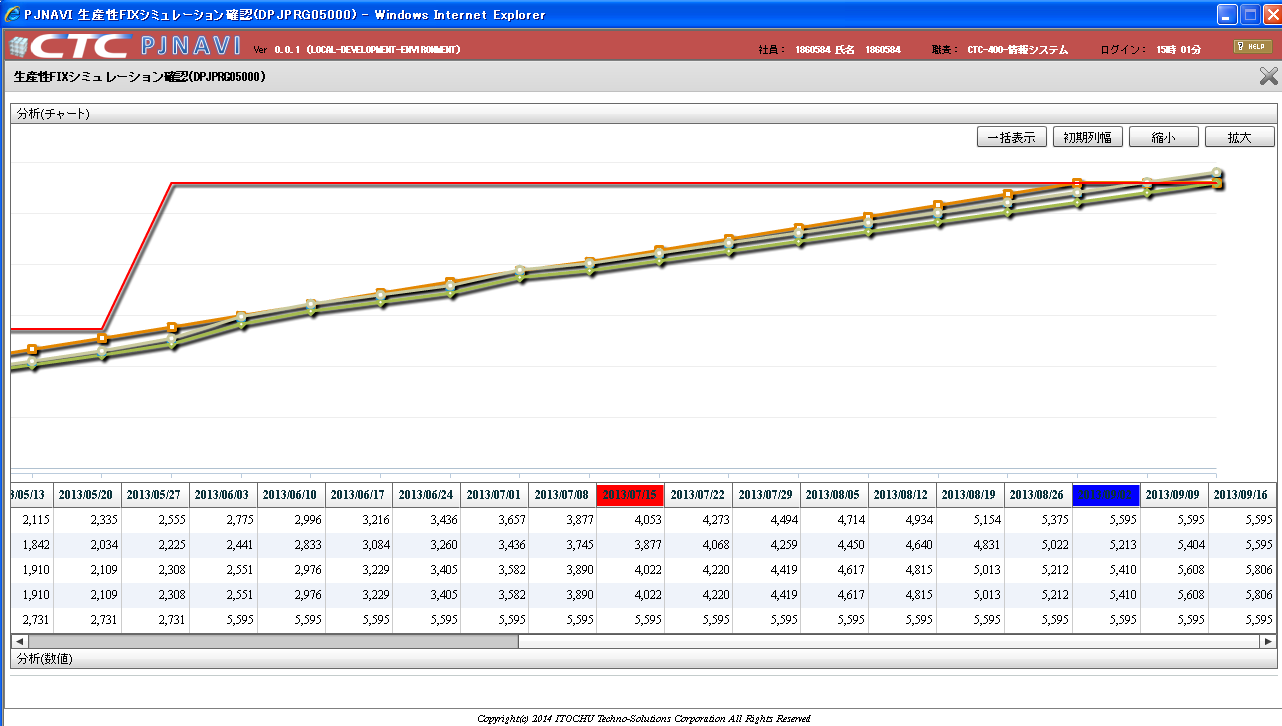 PJNAVI 生産性FIXシミュレーション確認(DPJPRG05000) - Windows Internet Explorer
CTC PJNAVI Ver 0.0.1 (LOCAL-DEVELOPMENT-ENVIRONMENT) 社員： 1860584 氏名 1860584 職責： CTC-400-情報システム ログイン： 15時 01分 ? HELP
生産性FIXシミュレーション確認(DPJPRG05000)
分析(チャート)
一括表示 初期列幅 縮小 拡大
3/05/13 2013/05/20 2013/05/27 2013/06/03 2013/06/10 2013/06/17 2013/06/24 2013/07/01 2013/07/08 2013/07/15 2013/07/22 2013/07/29 2013/08/05 2013/08/12 2013/08/19 2013/08/26 2013/09/02 2013/09/09 2013/09/16
2,115 2,335 2,555 2,775 2,996 3,216 3,436 3,657 3,877 4,053 4,273 4,494 4,714 4,934 5,154 5,375 5,595 5,595 5,595
1,842 2,034 2,225 2,441 2,833 3,084 3,260 3,436 3,745 3,877 4,068 4,259 4,450 4,640 4,831 5,022 5,213 5,404 5,595
1,910 2,109 2,308 2,551 2,976 3,229 3,405 3,582 3,890 4,022 4,220 4,419 4,617 4,815 5,013 5,212 5,410 5,608 5,806
1,910 2,109 2,308 2,551 2,976 3,229 3,405 3,582 3,890 4,022 4,220 4,419 4,617 4,815 5,013 5,212 5,410 5,608 5,806
2,731 2,731 2,731 5,595 5,595 5,595 5,595 5,595 5,595 5,595 5,595 5,595 5,595 5,595 5,595 5,595 5,595 5,595 5,595
分析(数値)
Copyright(c) 2014 ITOCHU Techno-Solutions Corporation All Rights Reserved